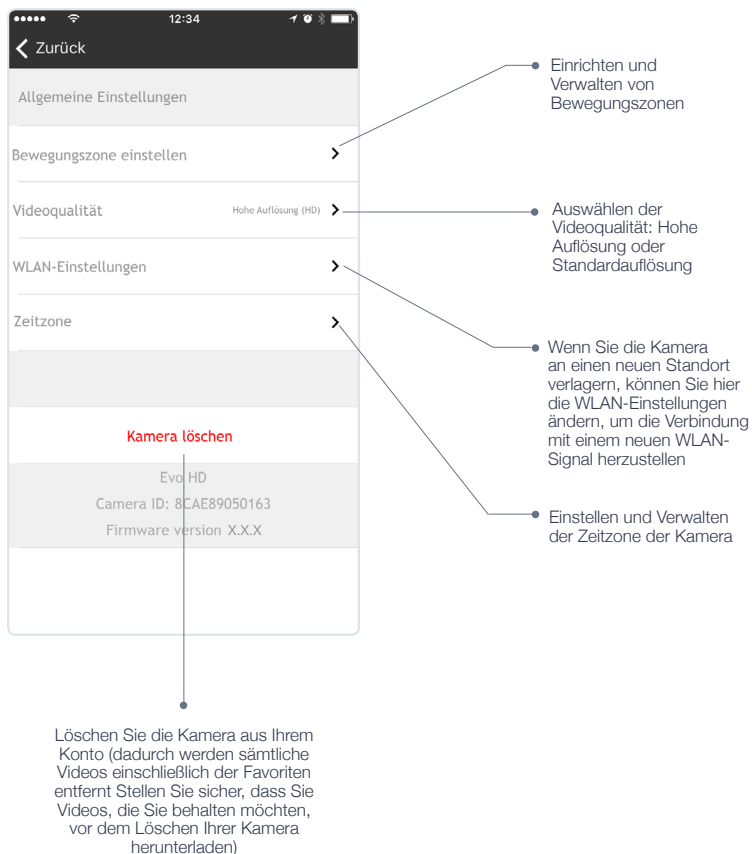 12:34
Zurück
Allgemeine Einstellungen
Bewegungszone einstellen
Videoqualität Hohe Auflösung (HD)
WLAN-Einstellungen
Zeitzone
Kamera löschen
Evo HD
Camera ID: 8CAE89050163
Firmware version X.X.X
Einrichten und
Verwalten von
Bewegungszonen
Auswählen der
Videoqualität: Hohe
Auflösung oder
Standardauflösung
Wenn Sie die Kamera
an einen neuen Standort
verlagern, können Sie hier
die WLAN-Einstellungen
ändern, um die Verbindung
mit einem neuen WLAN-
Signal herzustellen
Einstellen und Verwalten
der Zeitzone der Kamera
Löschen Sie die Kamera aus Ihrem
Konto (dadurch werden sämtliche
Videos einschließlich der Favoriten
entfernt Stellen Sie sicher, dass Sie
Videos, die Sie behalten möchten,
vor dem Löschen Ihrer Kamera
herunterladen)